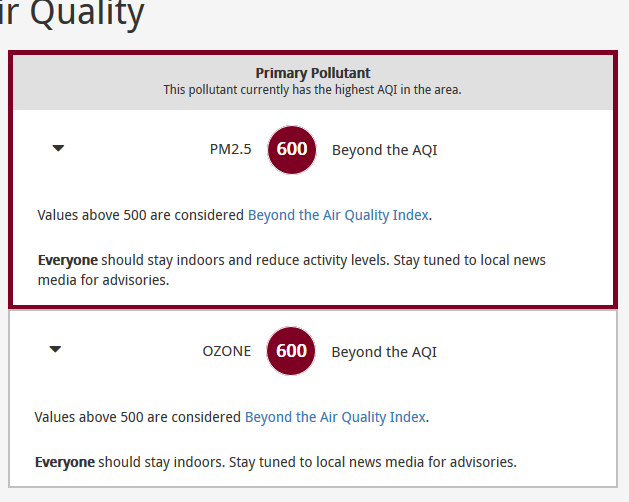 ir Quality
Primary Pollutant
This pollutant currently has the highest AQI in the area.
PM2.5 600 Beyond the AQI
Values above 500 are considered Beyond the Air Quality Index.
Everyone should stay indoors and reduce activity levels. Stay tuned to local news
media for advisories.
OZONE 600 Beyond the AQI
Values above 500 are considered Beyond the Air Quality Index.
Everyone should stay indoors. Stay tuned to local news media for advisories.